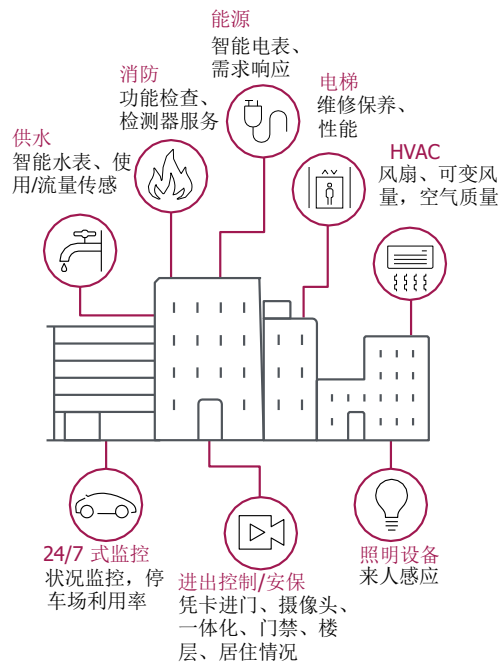 能源
智能电表、
需求响应
消防
功能检查、
检测器服务
电梯
维修保养、
性能
供水
智能水表、使
用/流量传感
HVAC
风扇、可变风
量，空气质量
24/7 式监控
状况监控，停
车场利用率
进出控制/安保
凭卡进门、摄像头、
一体化、门禁、楼
层、居住情况
照明设备
来人感应